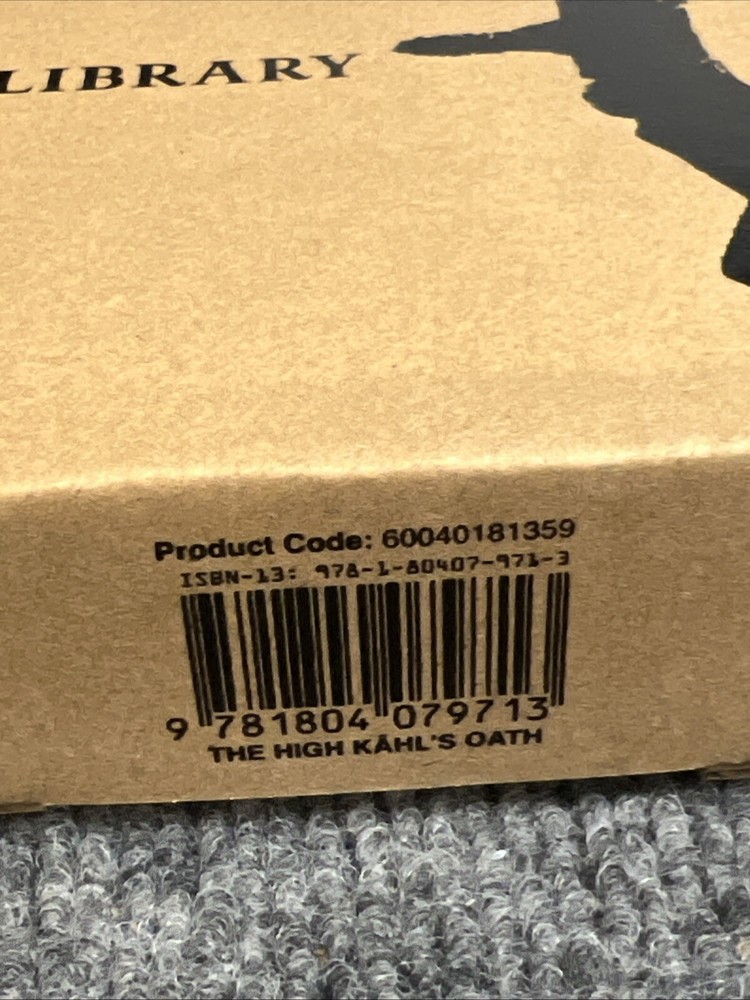 LIBRARY
Product Code: 60040181359
ISBN-13: 978-1-80407-971-3
9 781804 079713
THE HIGH KÂHL'S OATH